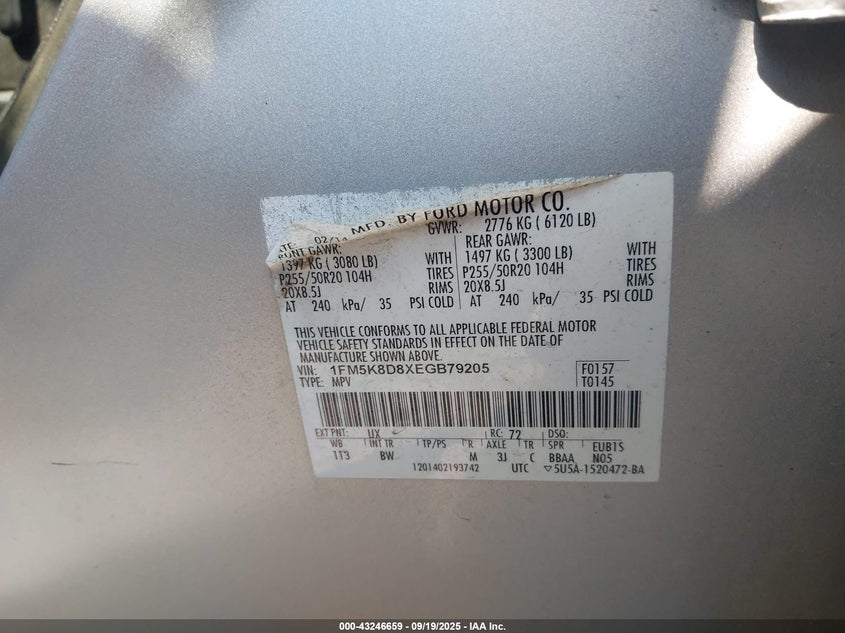 MFD. BY FORD MOTOR CO.
02/14 GVWR: 2776 KG ( 6120 LB)
GAWR: REAR GAWR:
1397 KG ( 3080 LB) WITH 1497 KG ( 3300 LB) WITH
P255/50R20 104H TIRES P255/50R20 104H TIRES
20X8.5J RIMS 20X8.5J RIMS
AT 240 kPa/ 35 PSI COLD AT 240 kPa/ 35 PSI COLD
THIS VEHICLE CONFORMS TO ALL APPLICABLE FEDERAL MOTOR
VEHICLE SAFETY STANDARDS IN EFFECT ON THE DATE OF
MANUFACTURE SHOWN ABOVE.
VIN: 1FM5K8D8XEGB79205 F0157
TYPE: MPV T0145
EXT PNT: UX RC: 72 DSO:
WB INT TR TP/PS R AXLE TR SPR EUB1S
113 BW M 3J C BBAA N05
1201402193742 UTC ▽5U5A-1520472-BA
000-43246659 - 09/19/2025 - IAA Inc.